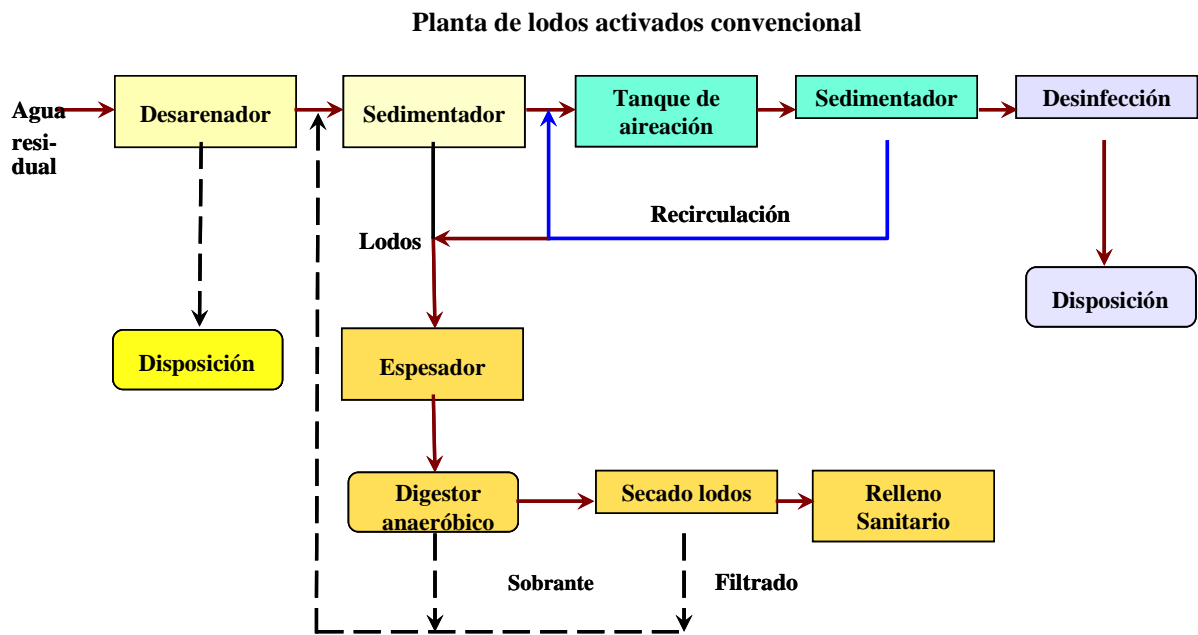 Planta de lodos activados convencional
Agua
resi-
dual
Desarenador
Sedimentador
Tanque de
aireación
Sedimentador
Desinfección
Recirculación
Lodos
Disposición
Disposición
Espesador
Digestor
anaeróbico
Secado lodos
Relleno
Sanitario
Sobrante
Filtrado